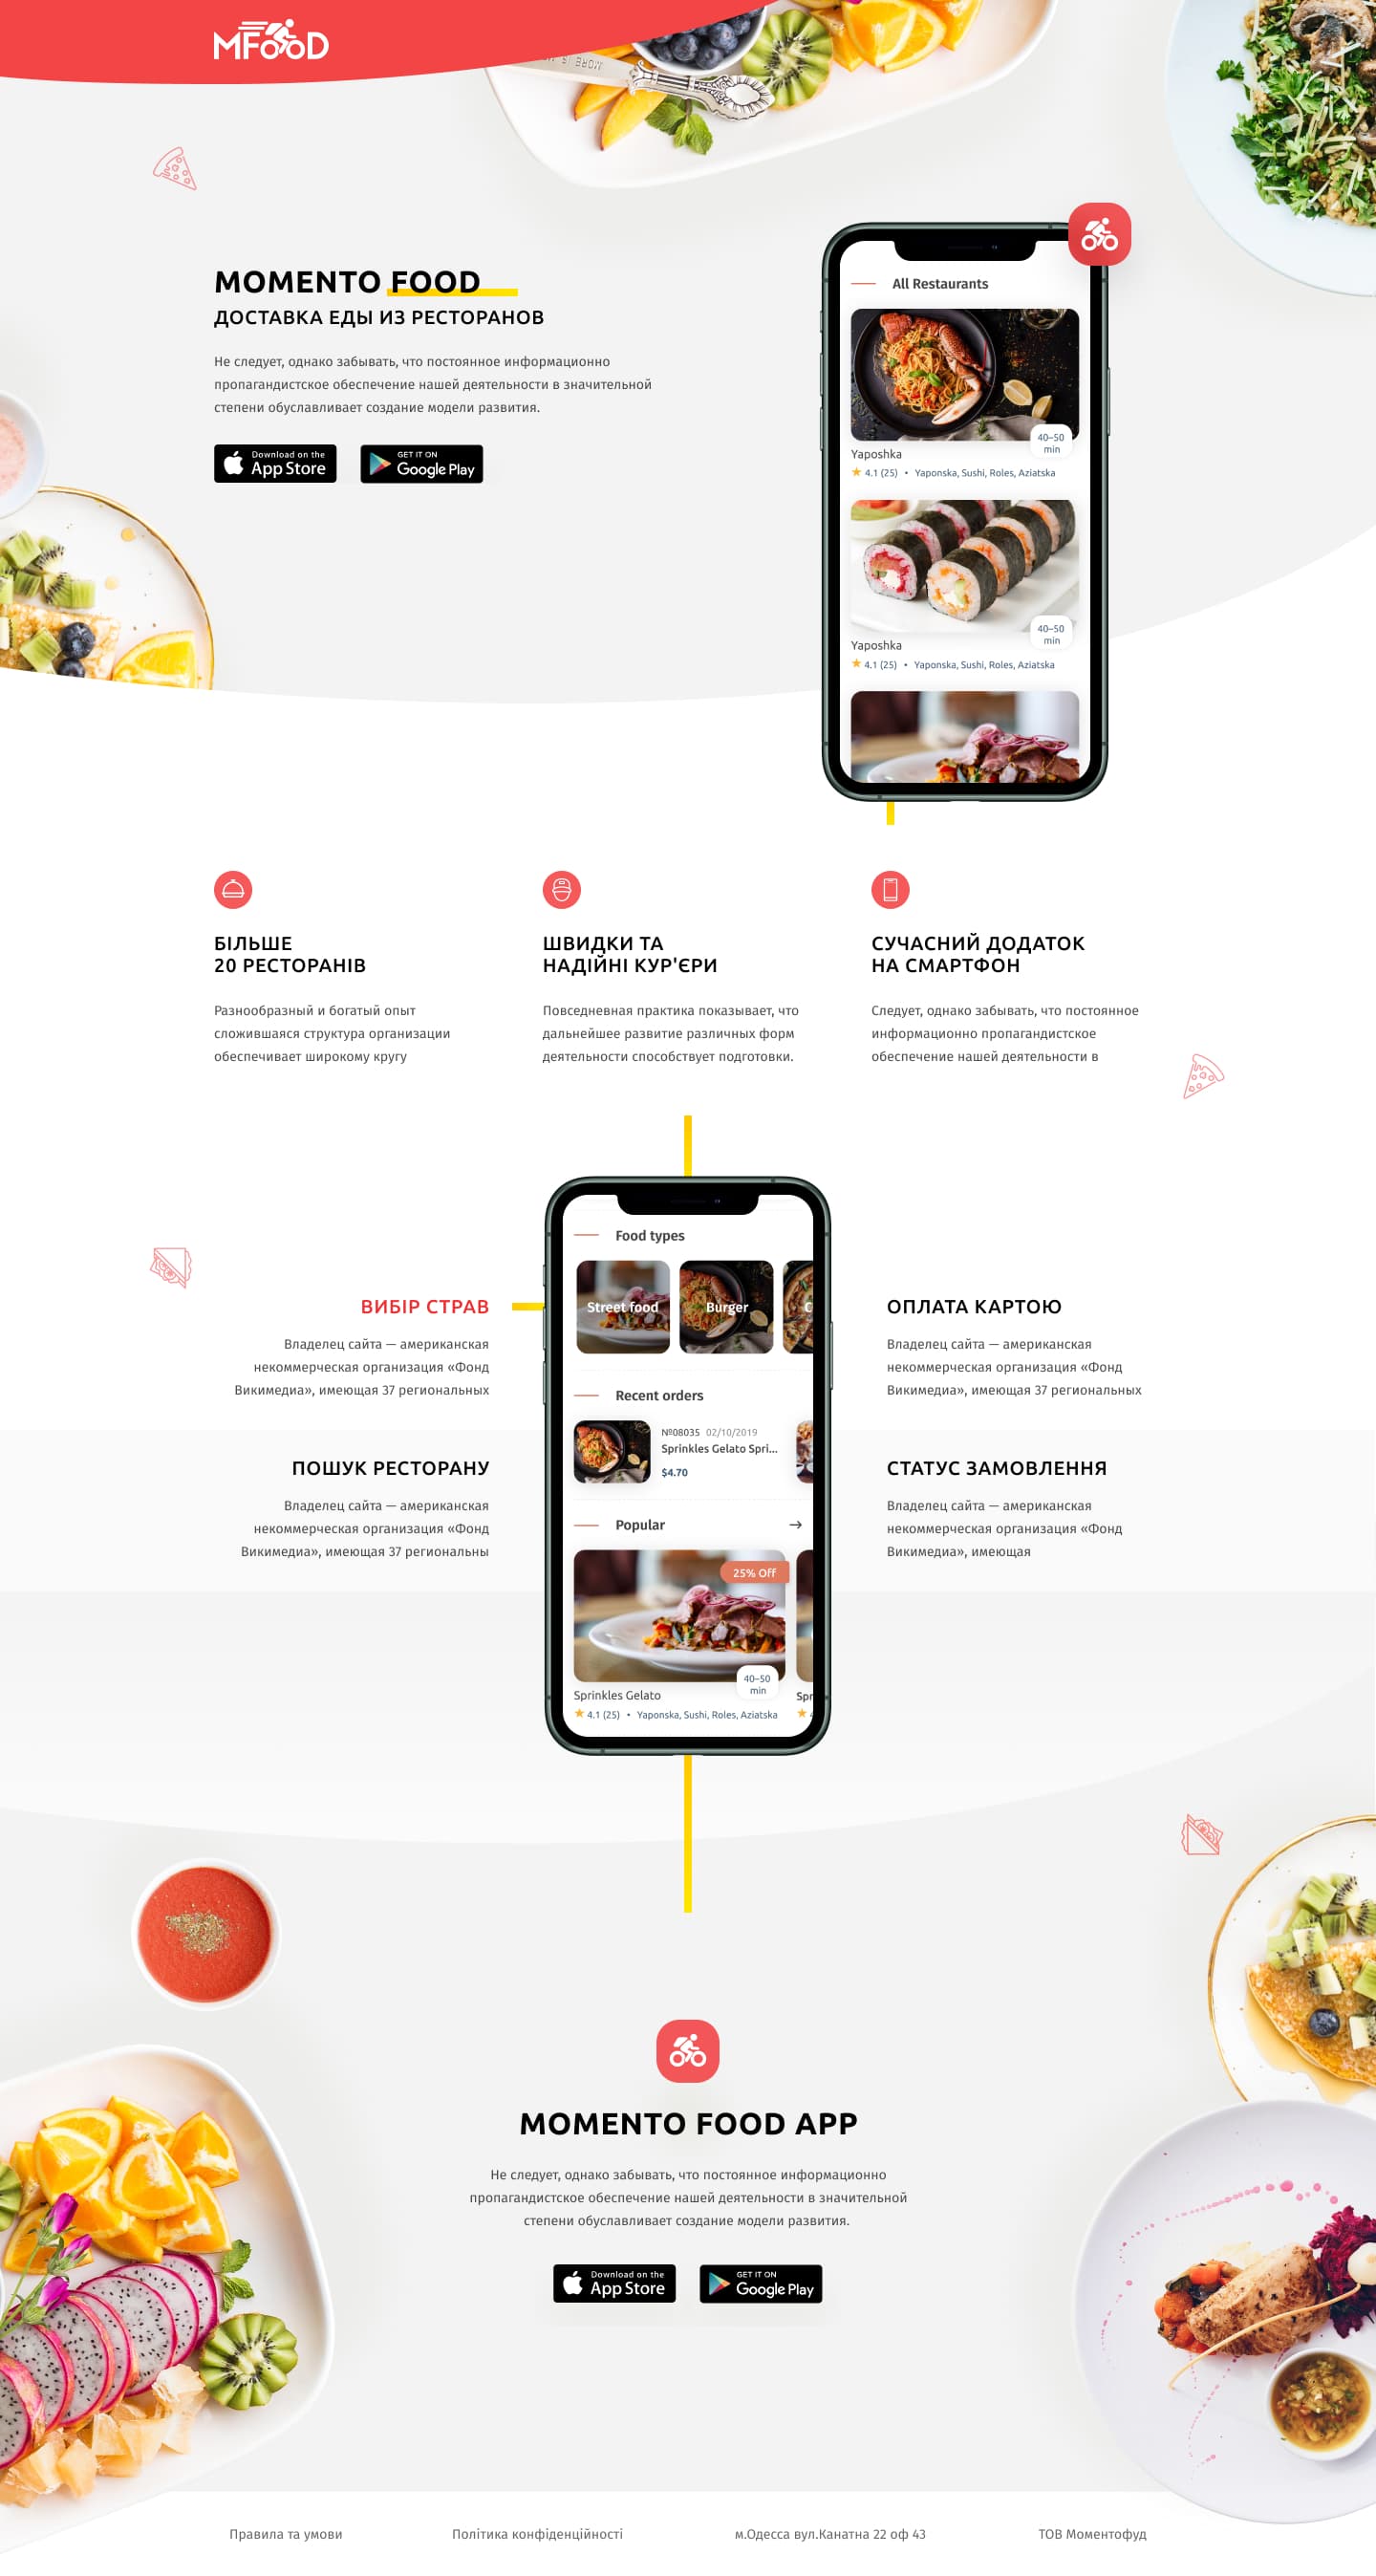 MFOOD
MOMENTO FOOD
ДОСТАВКА ЕДЫ ИЗ РЕСТОРАНОВ
Не следует, однако забывать, что постоянное информационно
пропагандистское обеспечение нашей деятельности в значительной
степени обуславливает создание модели развития.
Download on the
App Store
GET IT ON
Google Play
All Restaurants
40–50
min
Yaposhka
4.1 (25) • Yaponska, Sushi, Roles, Aziatska
40–50
min
Yaposhka
4.1 (25) • Yaponska, Sushi, Roles, Aziatska
БІЛЬШЕ
20 РЕСТОРАНІВ
Разнообразный и богатый опыт
сложившаяся структура организации
обеспечивает широкому кругу
ШВИДКИ ТА
НАДІЙНІ КУР'ЄРИ
Повседневная практика показывает, что
дальнейшее развитие различных форм
деятельности способствует подготовки.
СУЧАСНИЙ ДОДАТОК
НА СМАРТФОН
Следует, однако забывать, что постоянное
информационно пропагандистское
обеспечение нашей деятельности в
ВИБІР СТРАВ
Владелец сайта — американская
некоммерческая организация «Фонд
Викимедиа», имеющая 37 региональных
ПОШУК РЕСТОРАНУ
Владелец сайта — американская
некоммерческая организация «Фонд
Викимедиа», имеющая 37 региональны
Food types
Street food
Burger
C
Recent orders
№08035 02/10/2019
Sprinkles Gelato Spri...
$4.70
Popular
25% Off
40–50
min
Sprinkles Gelato
Spr
4.1 (25) • Yaponska, Sushi, Roles, Aziatska
ОПЛАТА КАРТОЮ
Владелец сайта — американская
некоммерческая организация «Фонд
Викимедиа», имеющая 37 региональных
СТАТУС ЗАМОВЛЕННЯ
Владелец сайта — американская
некоммерческая организация «Фонд
Викимедиа», имеющая
MOMENTO FOOD APP
Не следует, однако забывать, что постоянное информационно
пропагандистское обеспечение нашей деятельности в значительной
степени обуславливает создание модели развития.
Download on the
App Store
GET IT ON
Google Play
Правила та умови
Політика конфіденційності
м.Одесса вул.Канатна 22 оф 43
ТОВ Моментофуд